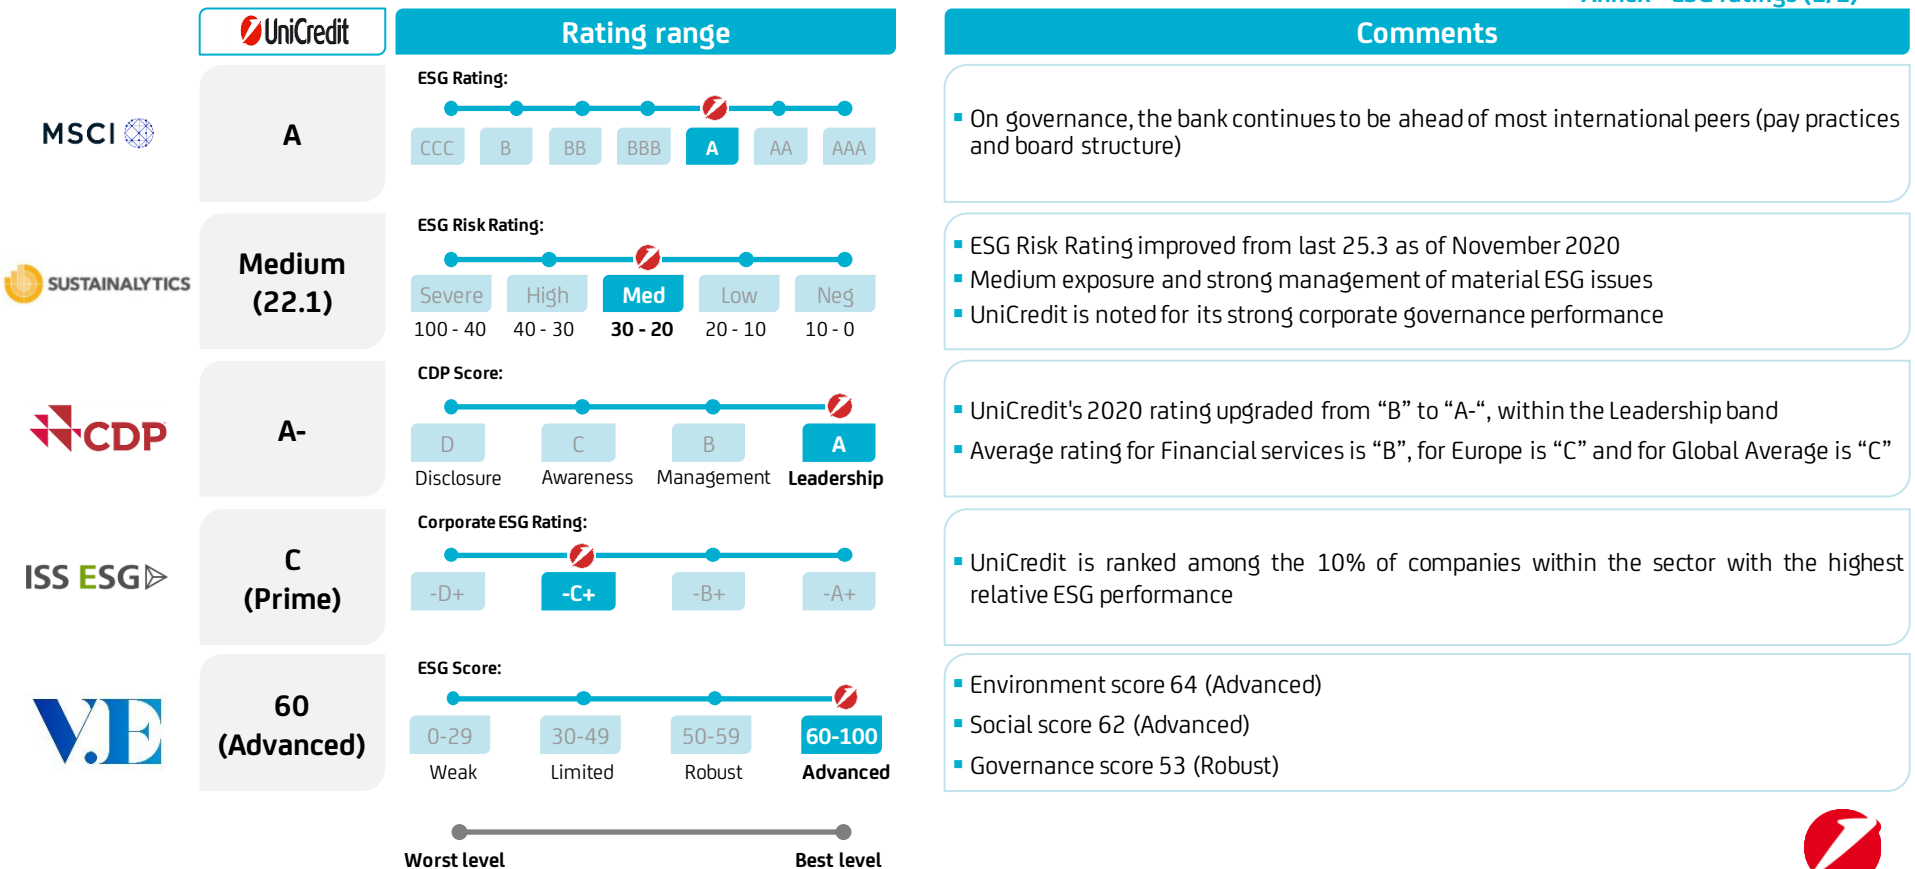 UniCredit
Rating range
Comments
MSCI
A
ESG Rating:
CCC B BB BBB A AA AAA
On governance, the bank continues to be ahead of most international peers (pay practices
and board structure)
SUSTAINALYTICS
Medium
(22.1)
ESG Risk Rating:
Severe High Med Low Neg
100 - 40 40 - 30 30 - 20 20 - 10 10 - 0
ESG Risk Rating improved from last 25.3 as of November 2020
Medium exposure and strong management of material ESG issues
UniCredit is noted for its strong corporate governance performance
CDP
A-
CDP Score:
D C B A
Disclosure Awareness Management Leadership
UniCredit's 2020 rating upgraded from “B” to “A-“, within the Leadership band
Average rating for Financial services is “B”, for Europe is “C” and for Global Average is “C”
ISS ESG
C
(Prime)
Corporate ESG Rating:
-D+ -C+ -B+ -A+
UniCredit is ranked among the 10% of companies within the sector with the highest
relative ESG performance
V.E
60
(Advanced)
ESG Score:
0-29 30-49 50-59 60-100
Weak Limited Robust Advanced
Environment score 64 (Advanced)
Social score 62 (Advanced)
Governance score 53 (Robust)
Worst level Best level